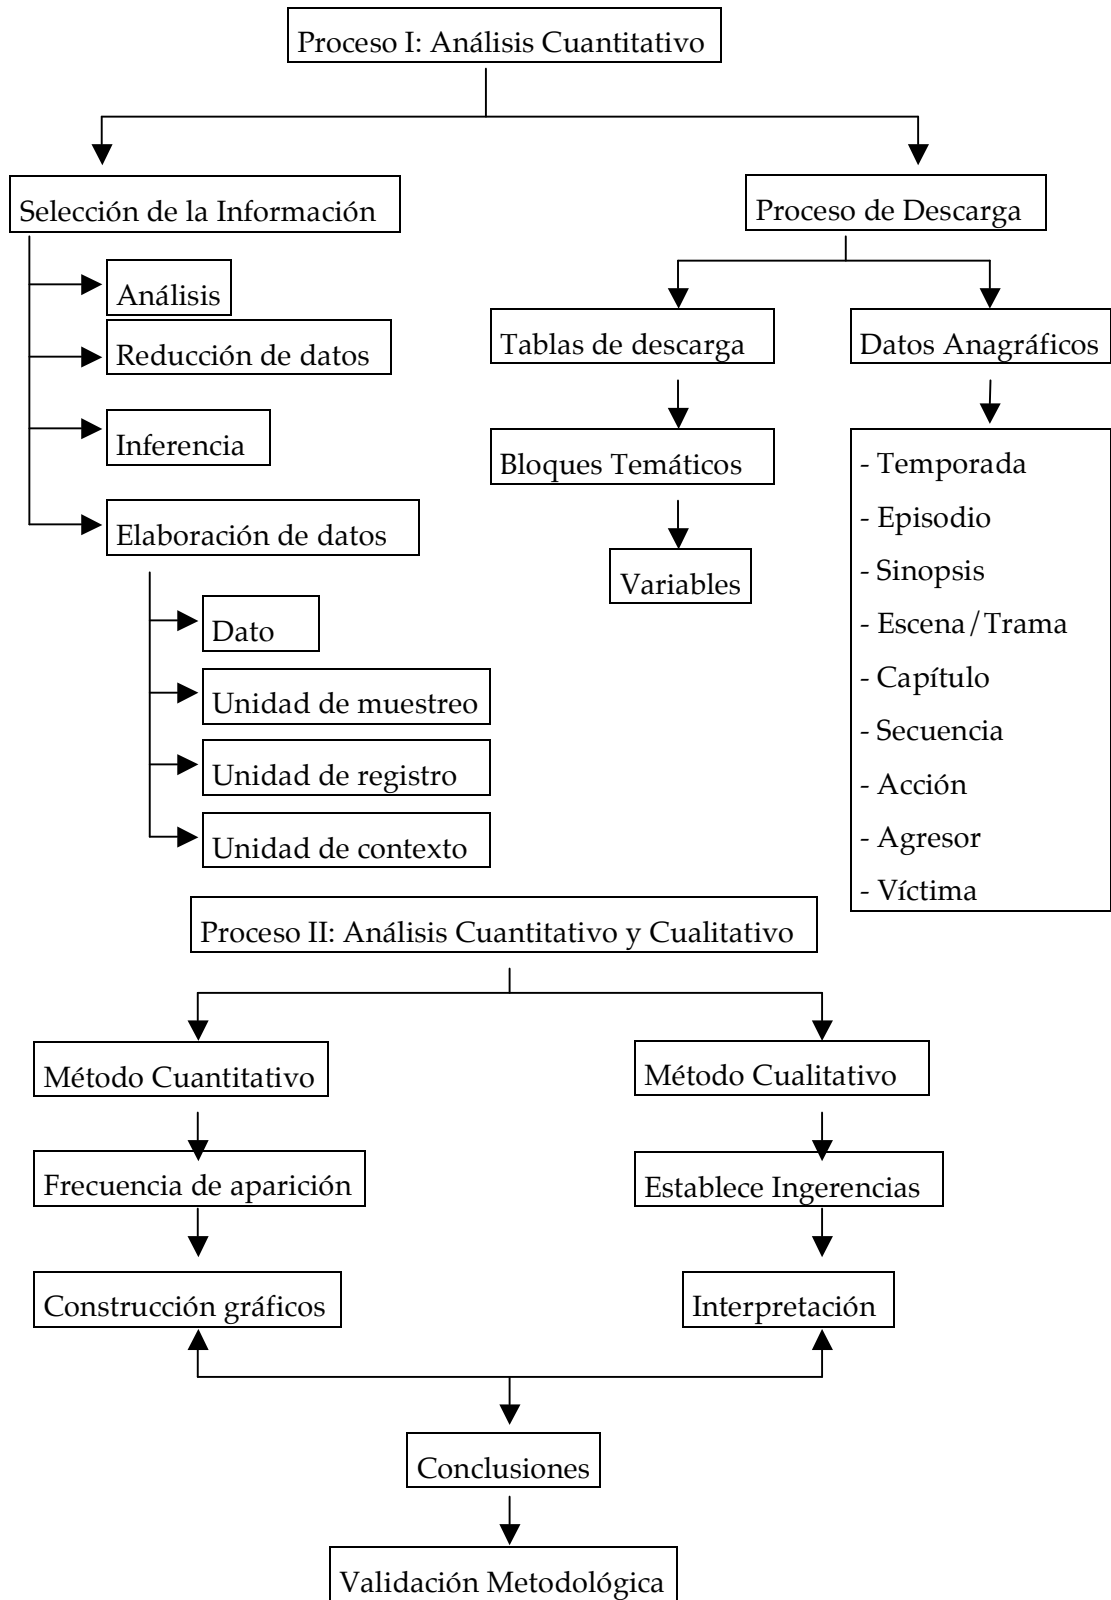 Proceso I: Análisis Cuantitativo
Selección de la Información
Proceso de Descarga
Análisis
Reducción de datos
Inferencia
Elaboración de datos
Dato
Unidad de muestreo
Unidad de registro
Unidad de contexto
Tablas de descarga
Bloques Temáticos
Variables
Datos Anagráficos
- Temporada
- Episodio
- Sinopsis
- Escena/Trama
- Capítulo
- Secuencia
- Acción
- Agresor
- Víctima
Proceso II: Análisis Cuantitativo y Cualitativo
Método Cuantitativo
Método Cualitativo
Frecuencia de aparición
Establece Ingerencias
Construcción gráficos
Interpretación
Conclusiones
Validación Metodológica